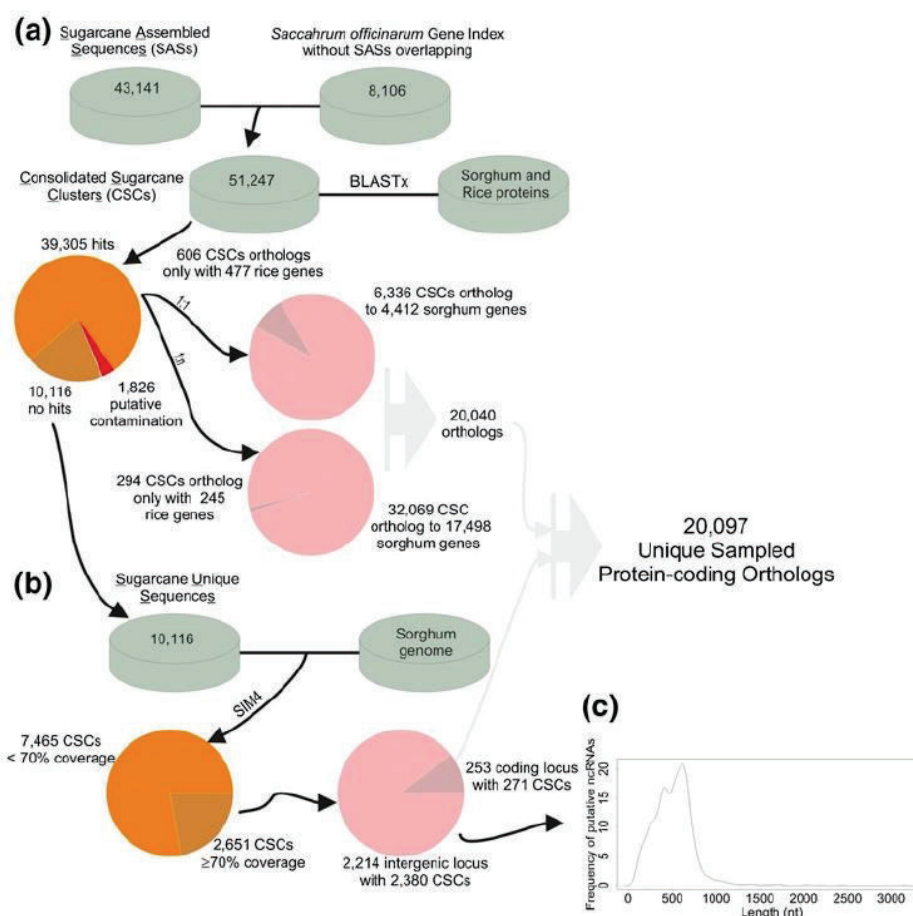 (a)
Sugarcane Assembled
Sequences (SASs)
Saccahrum officinarum Gene Index
without SASs overlapping
43,141
8,106
Consolidated Sugarcane
Clusters (CSCs)
51,247
BLASTx
Sorghum and
Rice proteins
39,305 hits
606 CSCs orthologs
only with 477 rice genes
1:1
6,336 CSCs ortholog
to 4,412 sorghum genes
1:n
10,116
no hits
1,826
putative
contamination
20,040
orthologs
294 CSCs ortholog
only with 245
rice genes
32,069 CSC
ortholog to 17,498
sorghum genes
20,097
Unique Sampled
Protein-coding Orthologs
(b)
Sugarcane Unique
Sequences
10,116
Sorghum
genome
SIM4
7,465 CSCs
< 70% coverage
2,651 CSCs
≥70% coverage
253 coding locus
with 271 CSCs
2,214 intergenic locus
with 2,380 CSCs
(c)
Frequency of putative ncRNAs
20
15
10
5
0
0 500 1000 1500 2000 2500 3000
Length (nt)